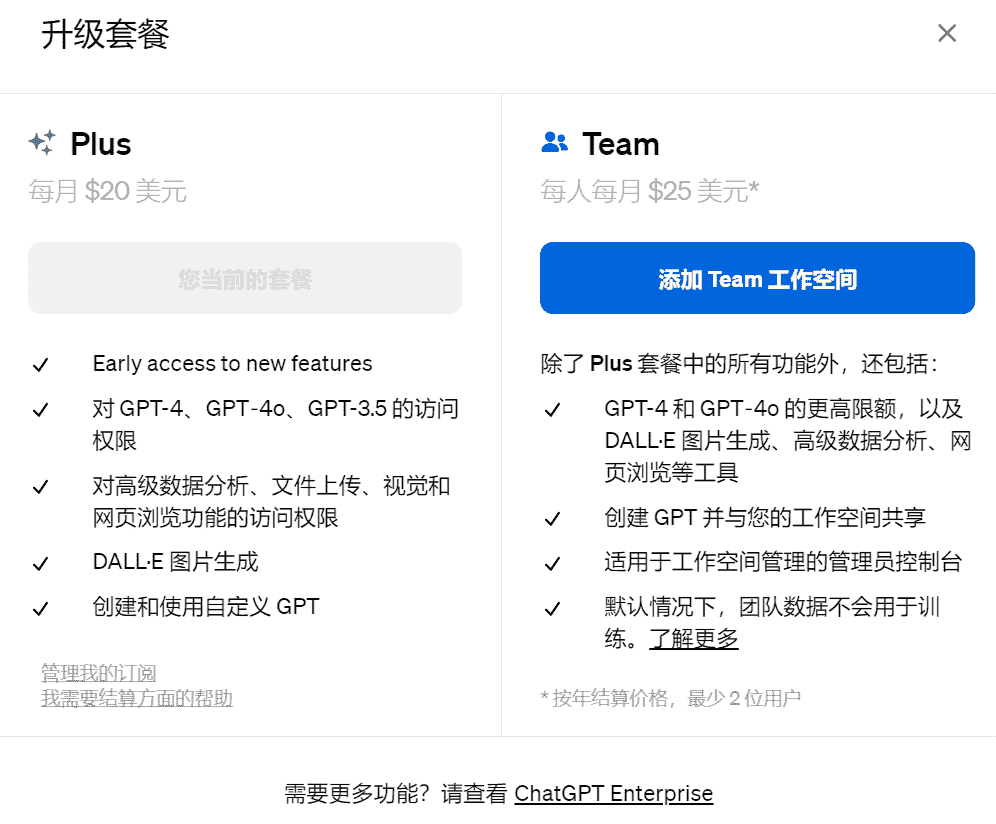 升级套餐
Plus
每月 $20 美元
您当前的套餐
Early access to new features
对 GPT-4、GPT-4o、GPT-3.5 的访问
权限
对高级数据分析、文件上传、视觉和
网页浏览功能的访问权限
DALL·E 图片生成
创建和使用自定义 GPT
管理我的订阅
我需要结算方面的帮助
Team
每人每月 $25 美元*
添加 Team 工作空间
除了 Plus 套餐中的所有功能外，还包括：
GPT-4 和 GPT-4o 的更高限额，以及
DALL·E 图片生成、高级数据分析、网
页浏览等工具
创建 GPT 并与您的工作空间共享
适用于工作空间管理的管理员控制台
默认情况下，团队数据不会用于训
练。了解更多
* 按年结算价格，最少 2 位用户
需要更多功能？请查看 ChatGPT Enterprise